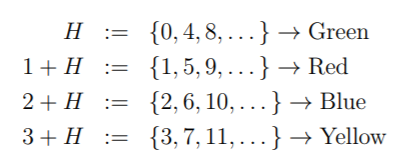 H := {0, 4, 8, . . . } → Green
1 + H := {1, 5, 9, . . . } → Red
2 + H := {2, 6, 10, . . . } → Blue
3 + H := {3, 7, 11, . . . } → Yellow